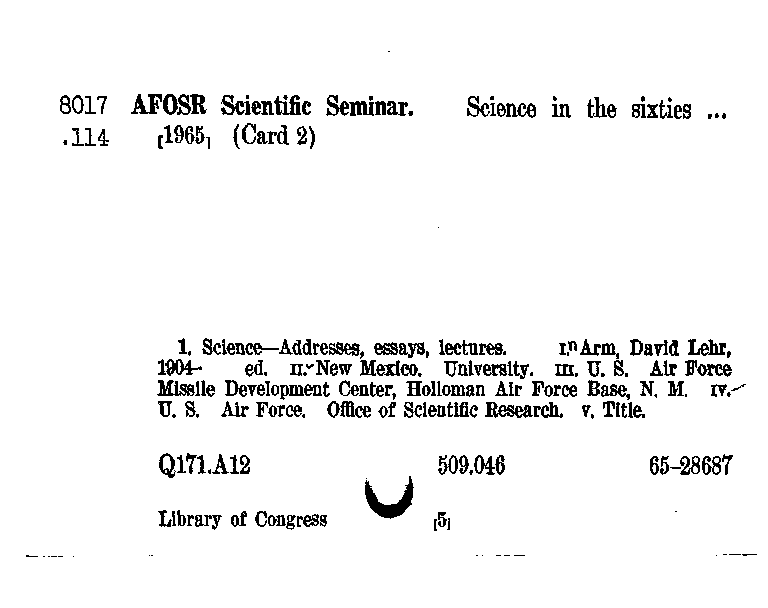 8017 AFOSR Scientific Seminar. Science in the sixties ...
.114 [1965] (Card 2)
1. Science—Addresses, essays, lectures. I. Arm, David Lehr,
1904– ed. II. New Mexico. University. III. U. S. Air Force
Missile Development Center, Holloman Air Force Base, N. M. IV.
U. S. Air Force. Office of Scientific Research. V. Title.
Q171.A12 509.046 65–28687
Library of Congress [5]